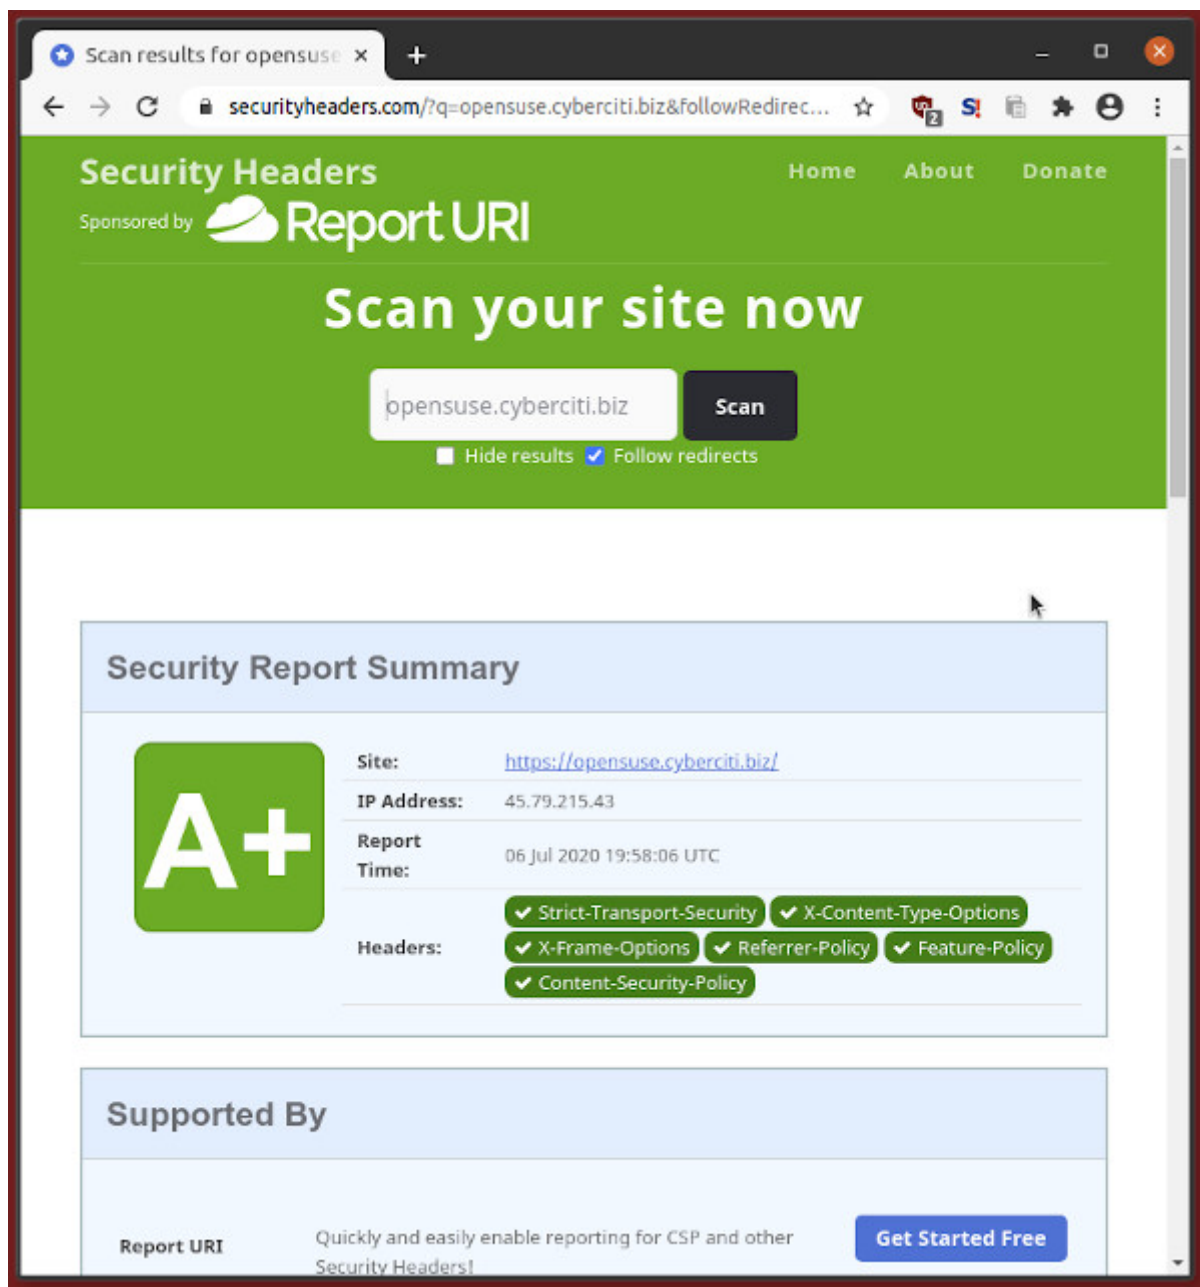 Scan results for opensuse
securityheaders.com/?q=opensuse.cyberciti.biz&followRedirec...
2
S!
Security Headers
Home About Donate
Sponsored by Report URI
Scan your site now
opensuse.cyberciti.biz Scan
Hide results Follow redirects
Security Report Summary
A+
Site: https://opensuse.cyberciti.biz/
IP Address: 45.79.215.43
Report
Time: 06 Jul 2020 19:58:06 UTC
Strict-Transport-Security X-Content-Type-Options
Headers: X-Frame-Options Referrer-Policy Feature-Policy
Content-Security-Policy
Supported By
Report URI
Quickly and easily enable reporting for CSP and other
Security Headers!
Get Started Free